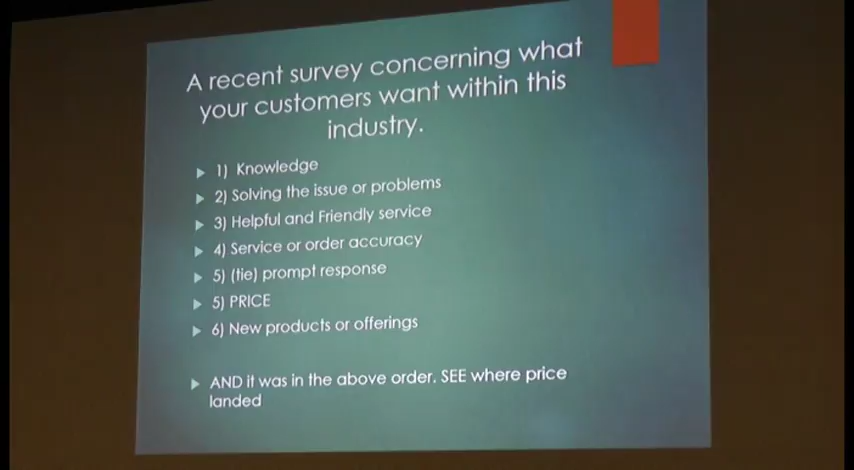 A recent survey concerning what
your customers want within this
industry.
1) Knowledge
2) Solving the issue or problems
3) Helpful and Friendly service
4) Service or order accuracy
5) (tie) prompt response
5) PRICE
6) New products or offerings
AND it was in the above order. SEE where price
landed